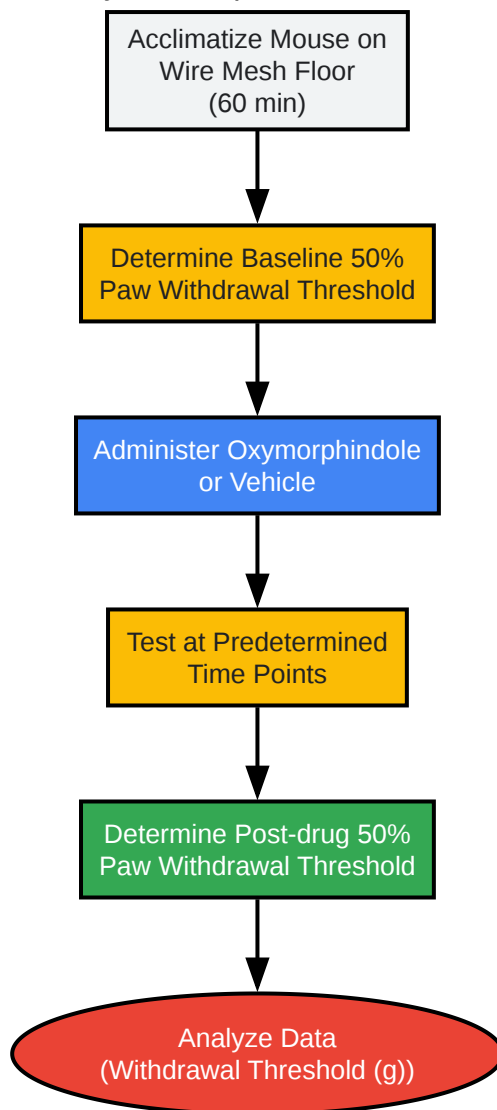 Acclimatize Mouse on
Wire Mesh Floor
(60 min)
Determine Baseline 50%
Paw Withdrawal Threshold
Administer Oxymorphindole
or Vehicle
Test at Predetermined
Time Points
Determine Post-drug 50%
Paw Withdrawal Threshold
Analyze Data
(Withdrawal Threshold (g))